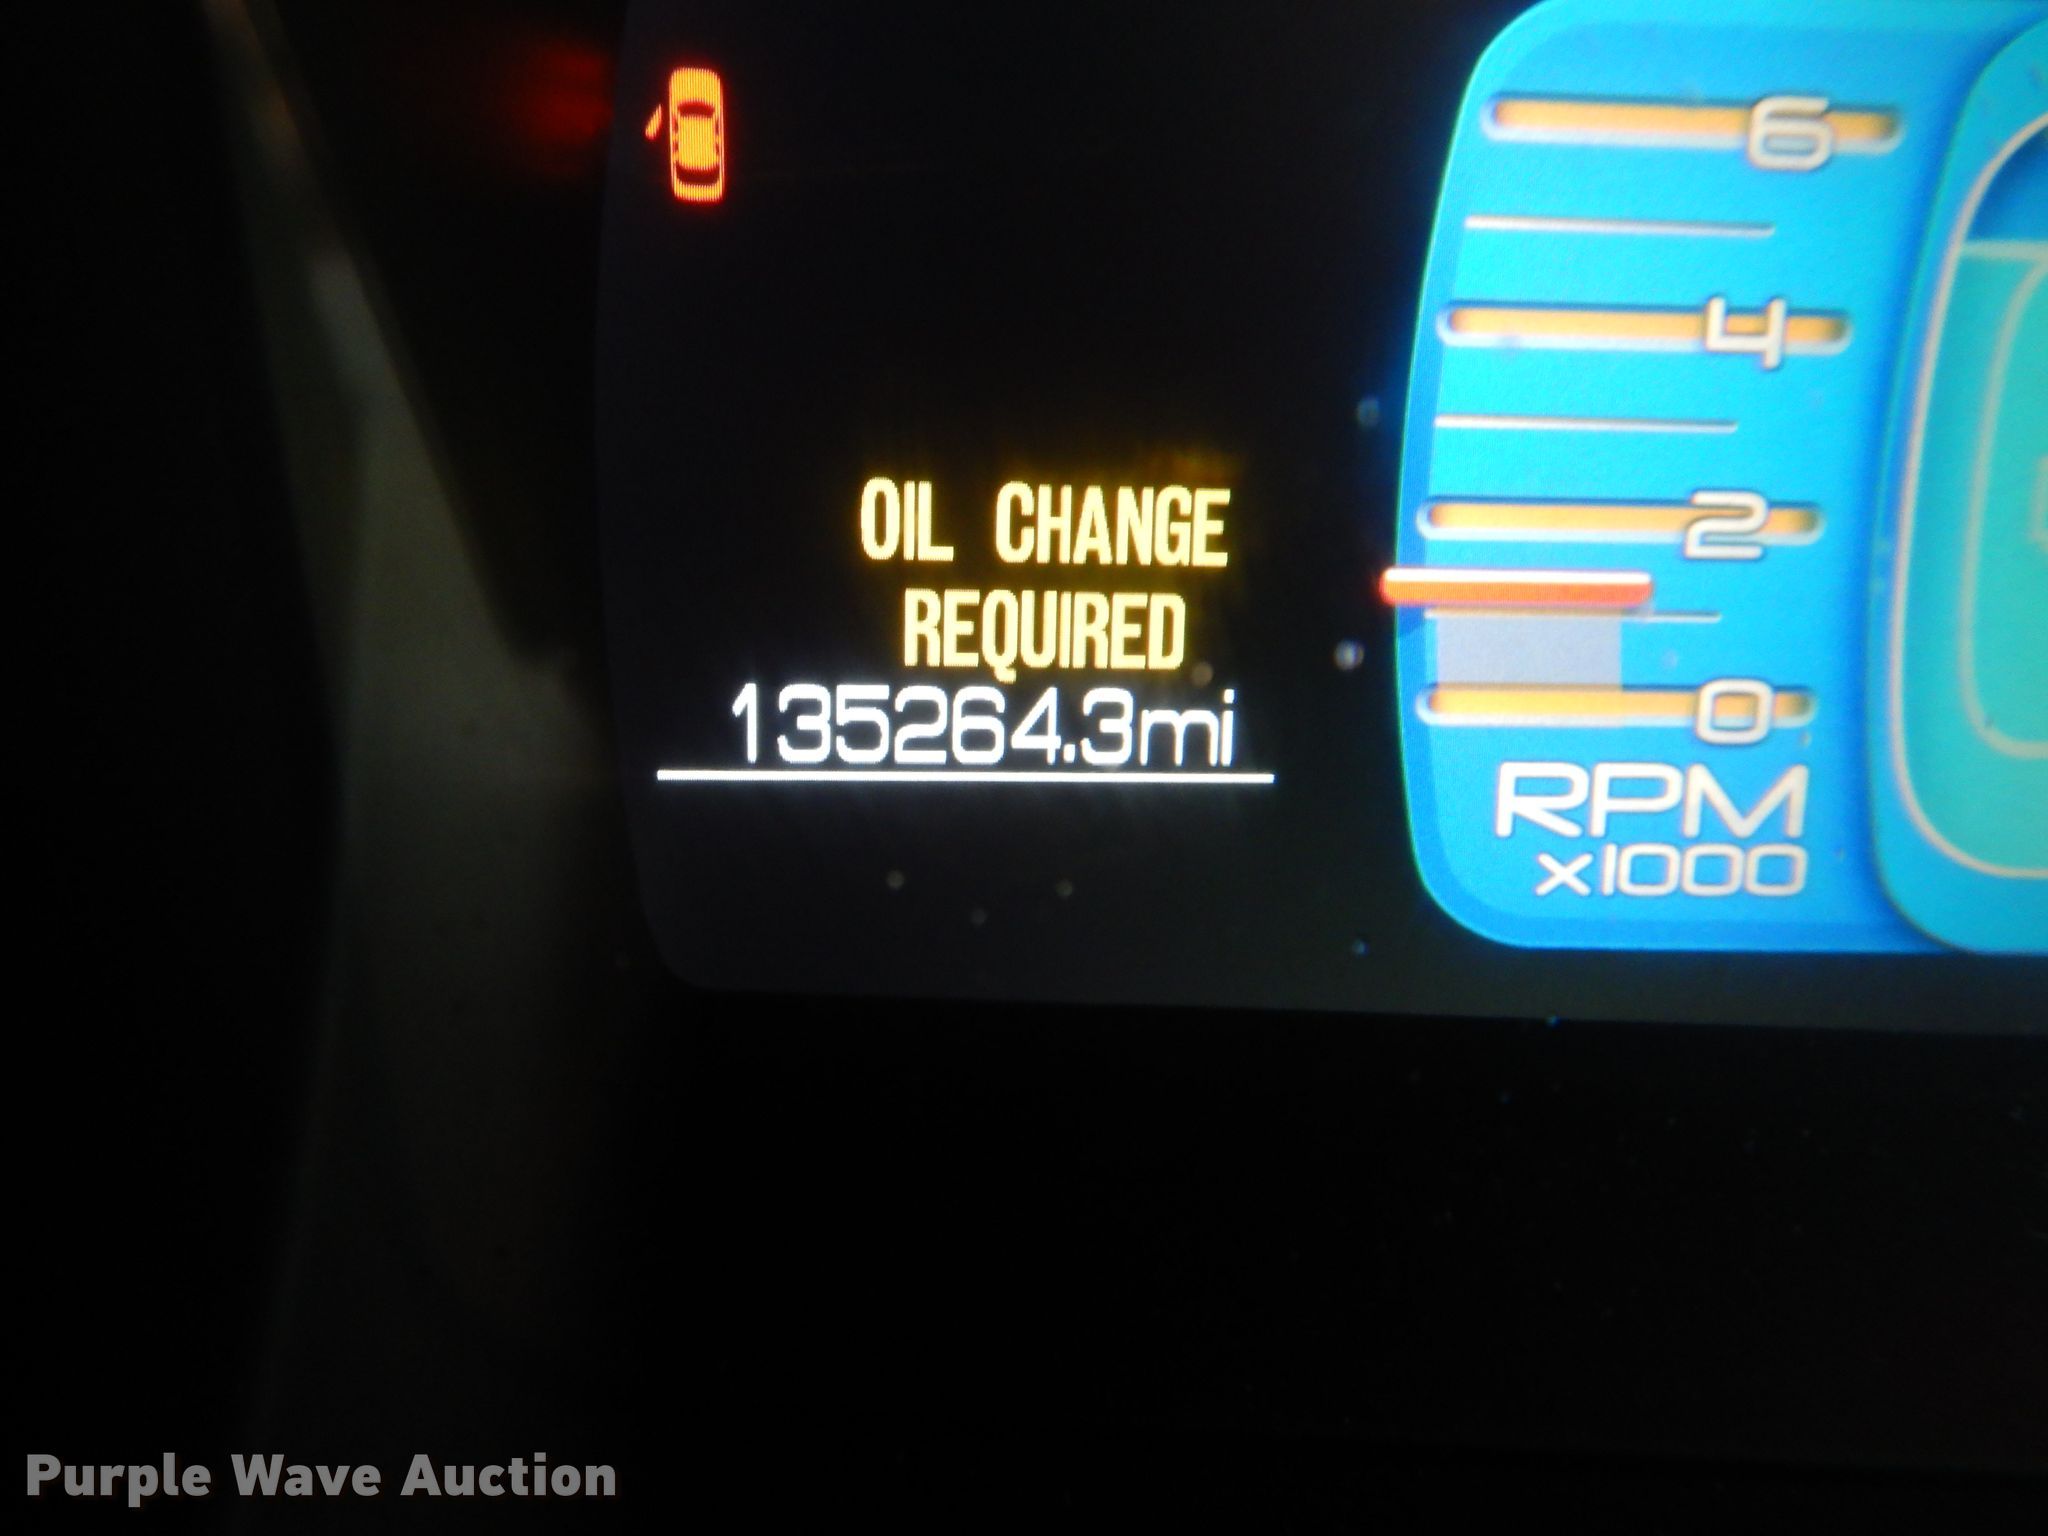 OIL CHANGE
REQUIRED
135264.3mi
6
4
2
0
RPM
x1000
Purple Wave Auction